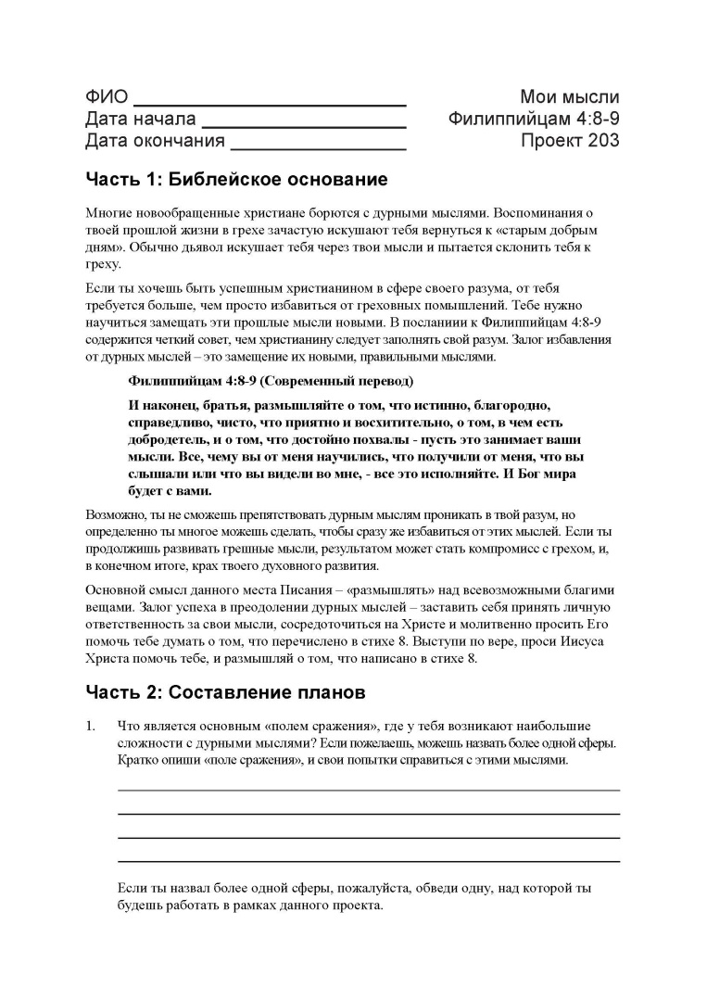 ФИО ____________________________ Мои мысли
Дата начала _____________________ Филиппийцам 4:8-9
Дата окончания __________________ Проект 203
Часть 1: Библейское основание
Многие новообращенные христиане борются с дурными мыслями. Воспоминания о
твоей прошлой жизни в грехе зачастую искушают тебя вернуться к «старым добрым
дням». Обычно дьявол искушает тебя через твои мысли и пытается склонить тебя к
греху.
Если ты хочешь быть успешным христианином в сфере своего разума, от тебя
требуется больше, чем просто избавиться от греховных помышлений. Тебе нужно
научиться замещать эти прошлые мысли новыми. В посланиии к Филиппийцам 4:8-9
содержится четкий совет, чем христианину следует заполнять свой разум. Залог избавления
от дурных мыслей – это замещение их новыми, правильными мыслями.
Филиппийцам 4:8-9 (Современный перевод)
И наконец, братья, размышляйте о том, что истинно, благородно,
справедливо, чисто, что приятно и восхитительно, о том, в чем есть
добродетель, и о том, что достойно похвалы - пусть это занимает ваши
мысли. Все, чему вы от меня научились, что получили от меня, что вы
слышали или что вы видели во мне, - все это исполняйте. И Бог мира
будет с вами.
Возможно, ты не сможешь препятствовать дурным мыслям проникать в твой разум, но
определенно ты многое можешь сделать, чтобы сразу же избавиться от этих мыслей. Если ты
продолжишь развивать грешные мысли, результатом может стать компромисс с грехом, и,
в конечном итоге, крах твоего духовного развития.
Основной смысл данного места Писания – «размышлять» над всевозможными благими
вещами. Залог успеха в преодолении дурных мыслей – заставить себя принять личную
ответственность за свои мысли, сосредоточиться на Христе и молитвенно просить Его
помочь тебе думать о том, что перечислено в стихе 8. Выступи по вере, проси Иисуса
Христа помочь тебе, и размышляй о том, что написано в стихе 8.
Часть 2: Составление планов
1. Что является основным «полем сражения», где у тебя возникают наибольшие
сложности с дурными мыслями? Если пожелаешь, можешь назвать более одной сферы.
Кратко опиши «поле сражения», и свои попытки справиться с этими мыслями.
Если ты назвал более одной сферы, пожалуйста, обведи одну, над которой ты
будешь работать в рамках данного проекта.